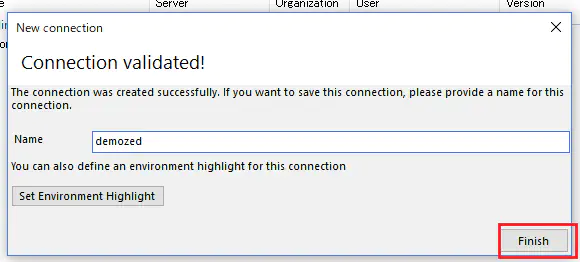 Server Organization User Version
New connection
Connection validated!
The connection was created successfully. If you want to save this connection, please provide a name for this
connection.
Name demozed
You can also define an environment highlight for this connection
Set Environment Highlight
Finish